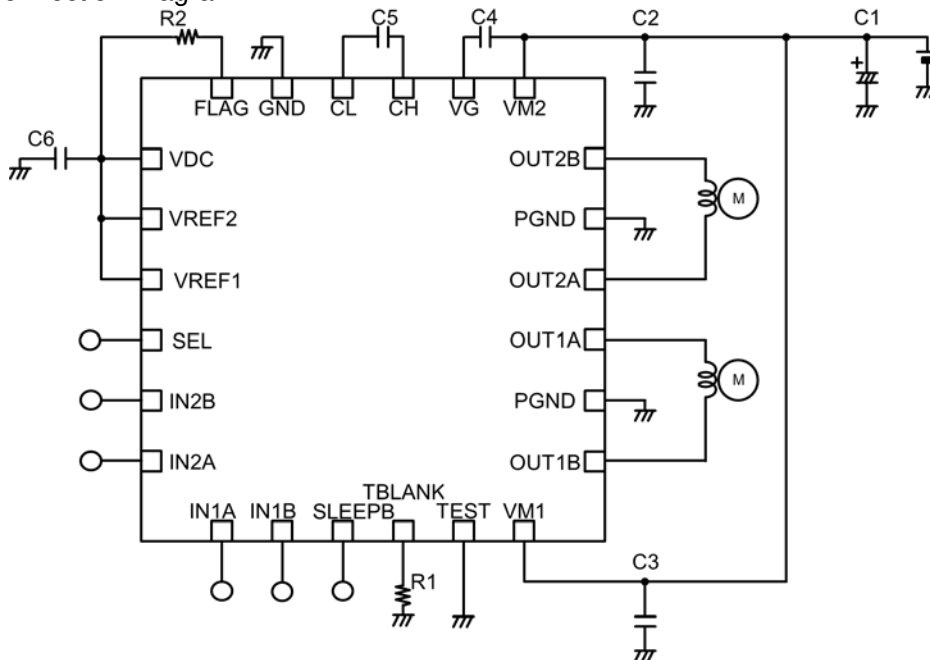 R2
C5
C4
C2
C1
+
FLAG
GND
CL
CH
VG
VM2
C6
VDC
OUT2B
M
VREF2
PGND
VREF1
OUT2A
SEL
OUT1A
M
IN2B
PGND
IN2A
OUT1B
IN1A
IN1B
SLEEPB
TBLANK
TEST
VM1
R1
C3